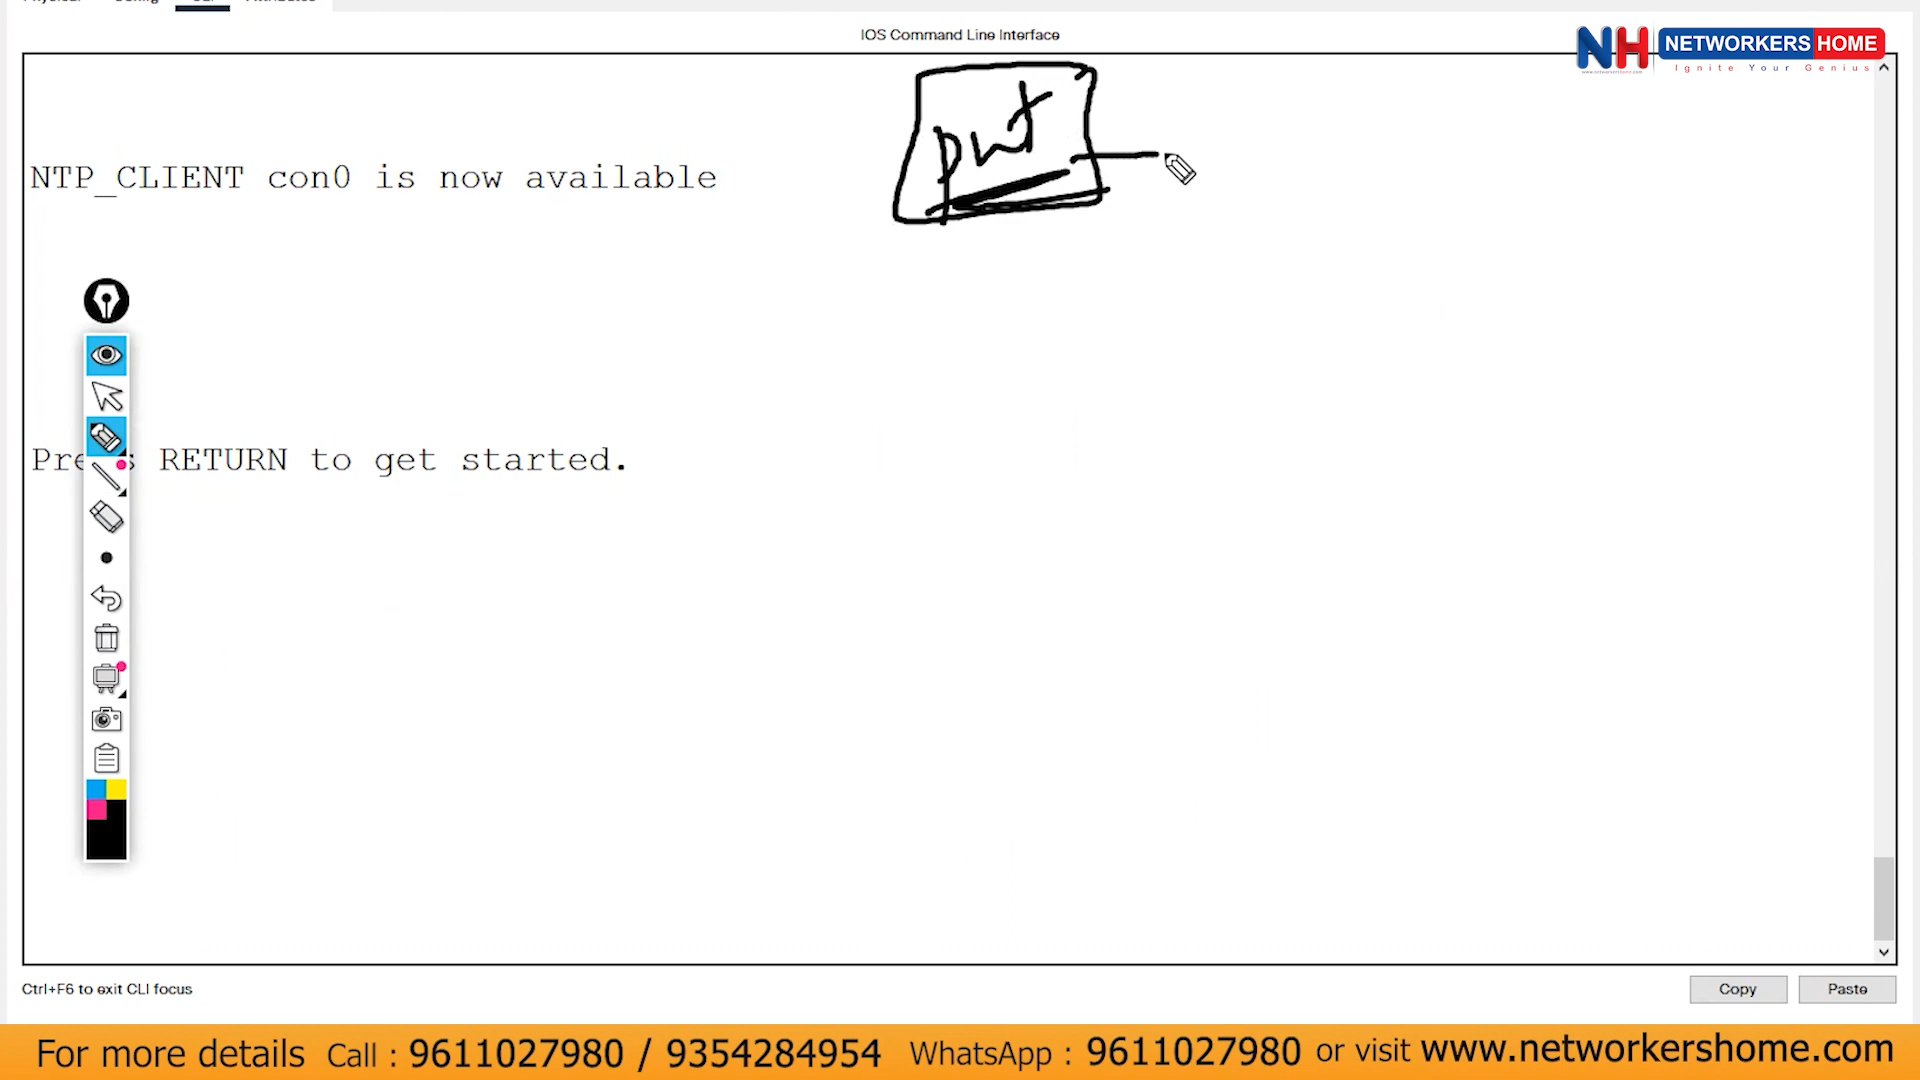 IOS Command Line Interface
NH NETWORKERS HOME
Ignite Your Genius
NTP_CLIENT con0 is now available
RETURN to get started.
Ctrl+F6 to exit CLI focus
Copy Paste
For more details Call : 9611027980 / 9354284954 WhatsApp : 9611027980 or visit www.networkershome.com